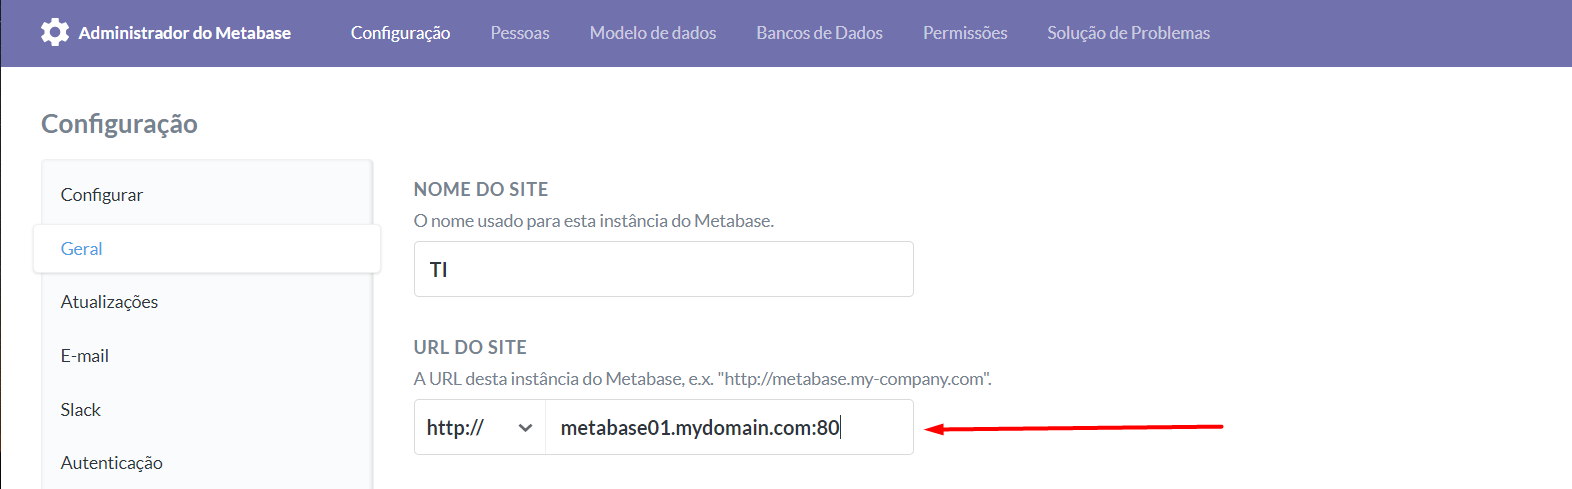 Administrador do Metabase Configuração Pessoas Modelo de dados Bancos de Dados Permissões Solução de Problemas
Configuração
Configurar
Geral
Atualizações
E-mail
Slack
Autenticação
NOME DO SITE
O nome usado para esta instância do Metabase.
TI
URL DO SITE
A URL desta instância do Metabase, e.x. "http://metabase.my-company.com".
http:// metabase01.mydomain.com:80